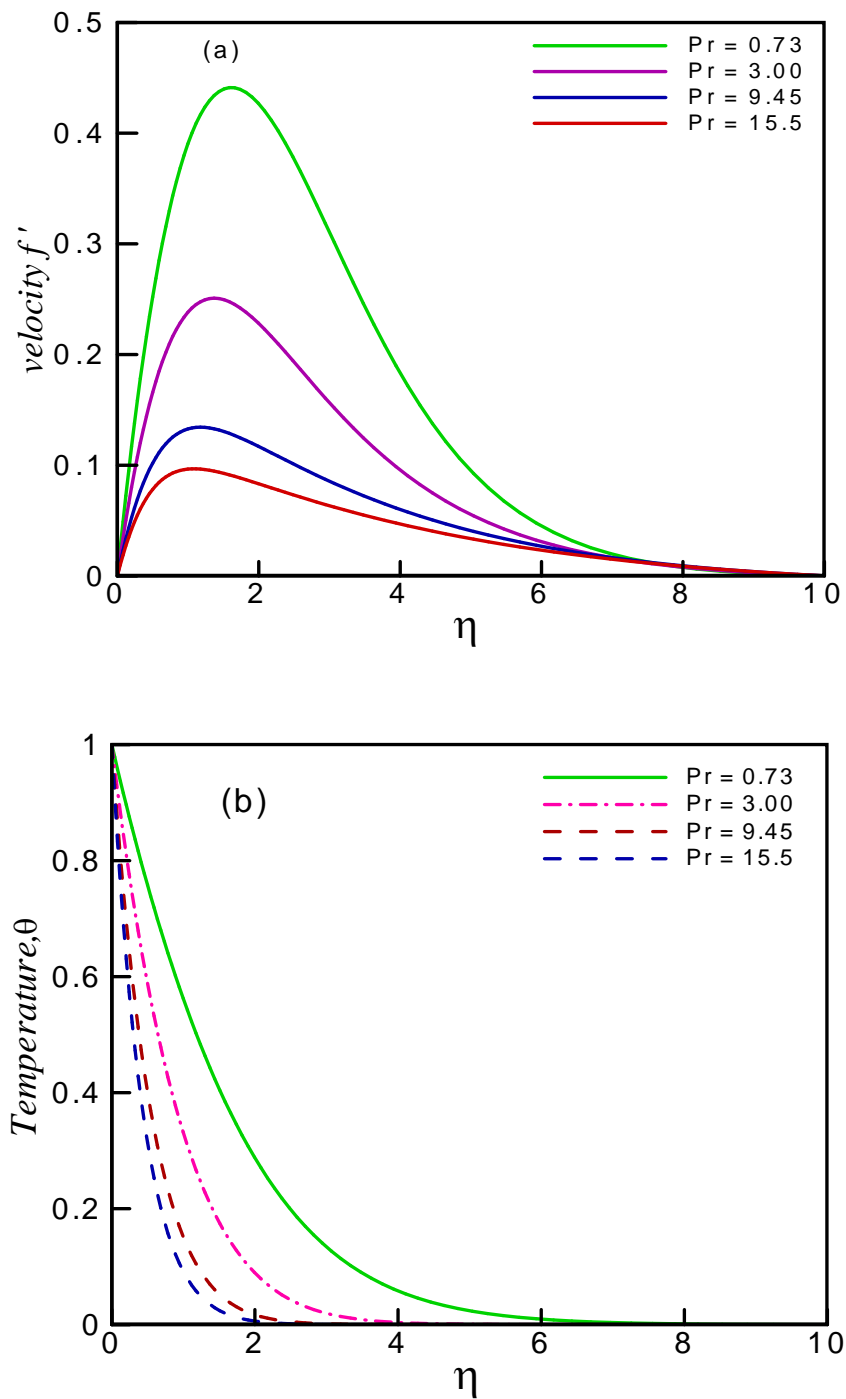 0.5
(a)
Pr = 0.73
Pr = 3.00
Pr = 9.45
Pr = 15.5
0.4
0.3
0.2
0.1
0
velocity f '
0
2
4
6
8
10
η
1
(b)
Pr = 0.73
Pr = 3.00
Pr = 9.45
Pr = 15.5
0.8
0.6
0.4
0.2
0
Temperature,θ
0
2
4
6
8
10
η